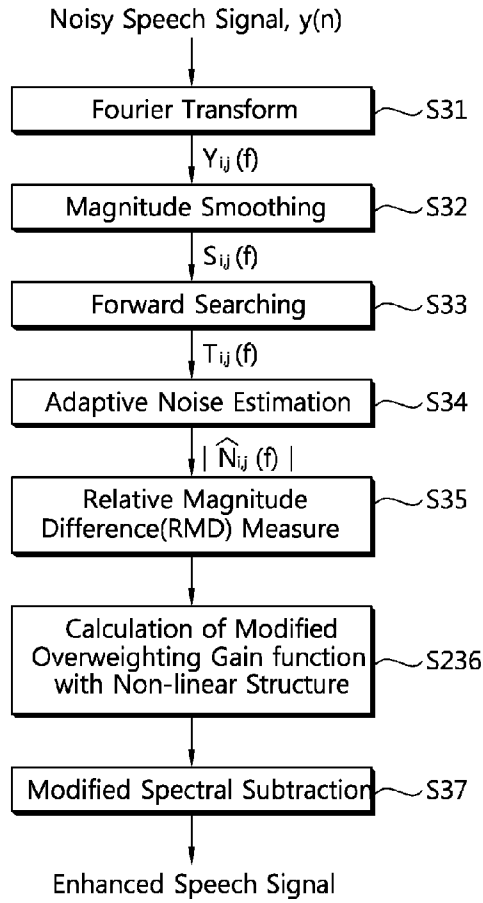 Noisy Speech Signal, y(n)
Fourier Transform
S31
Yi,j (f)
Magnitude Smoothing
S32
Si,j (f)
Forward Searching
S33
Ti,j (f)
Adaptive Noise Estimation
S34
| N̂i,j (f) |
Relative Magnitude
Difference(RMD) Measure
S35
Calculation of Modified
Overweighting Gain function
with Non-linear Structure
S236
Modified Spectral Subtraction
S37
Enhanced Speech Signal